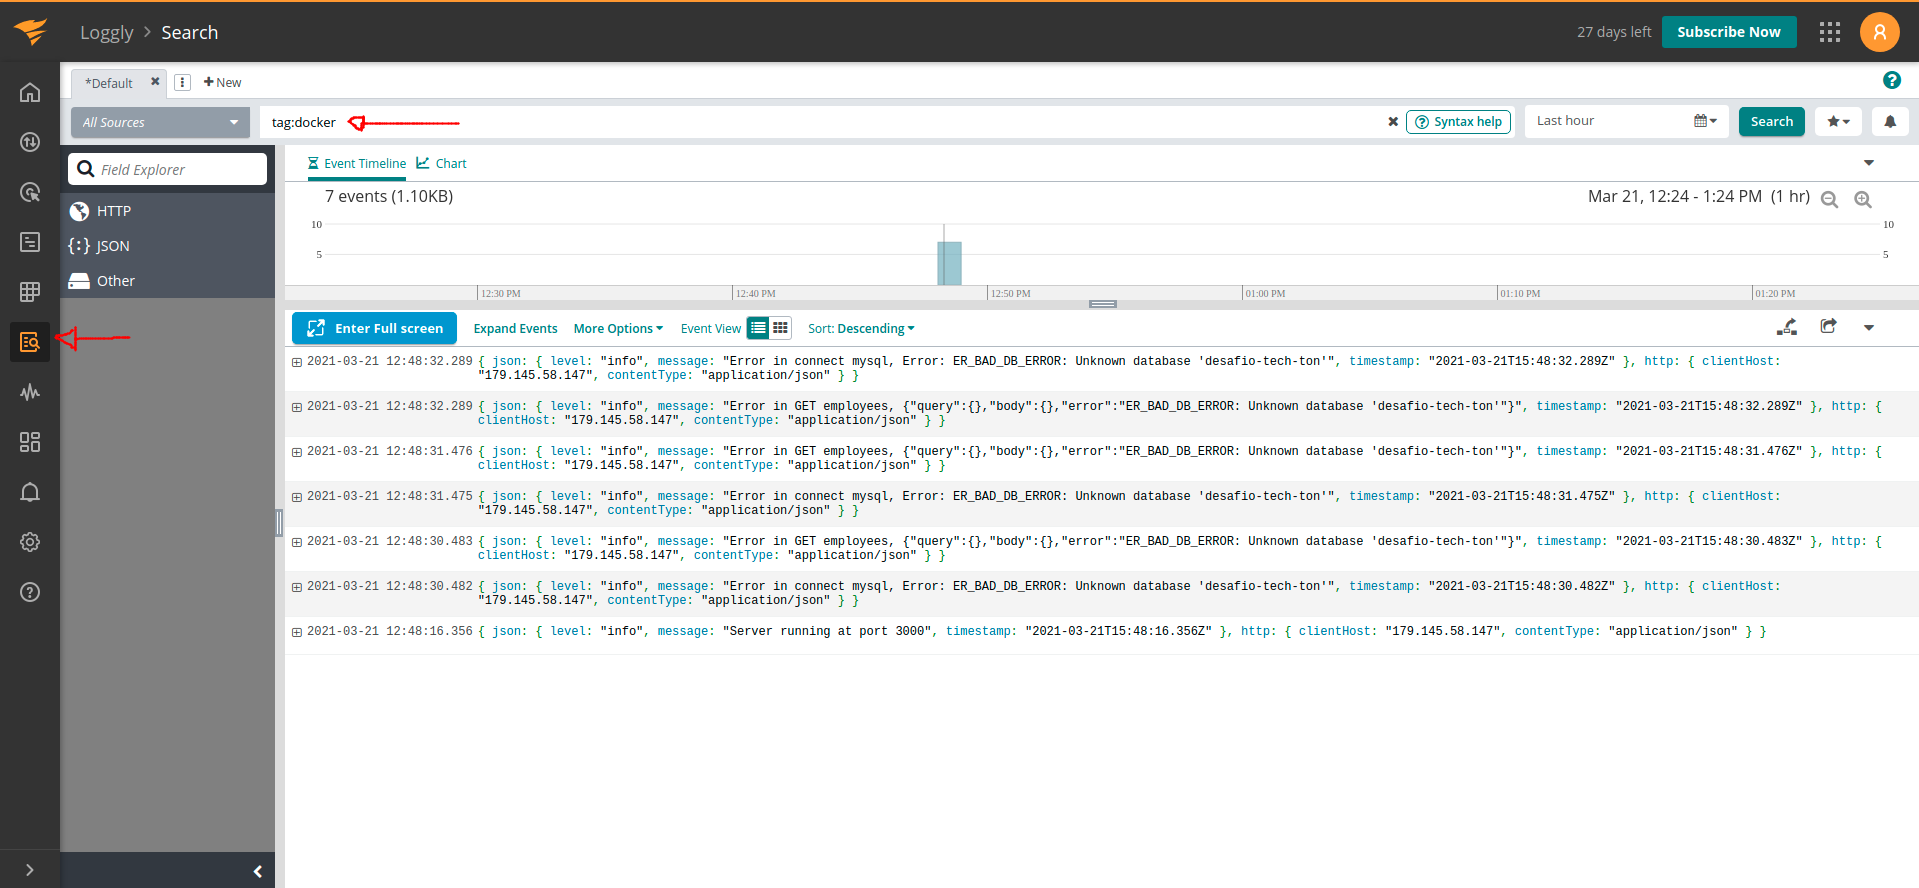 Loggly > Search
27 days left
Subscribe Now
*Default
New
All Sources
tag:docker
Syntax help
Last hour
Search
Field Explorer
HTTP
JSON
Other
Event Timeline
Chart
7 events (1.10KB)
Mar 21, 12:24 - 1:24 PM (1 hr)
10
10
5
5
12:30 PM
12:40 PM
12:50 PM
01:00 PM
01:10 PM
01:20 PM
Enter Full screen
Expand Events
More Options
Event View
Sort: Descending
2021-03-21 12:48:32.289 { json: { level: "info", message: "Error in connect mysql, Error: ER_BAD_DB_ERROR: Unknown database 'desafio-tech-ton'", timestamp: "2021-03-21T15:48:32.289Z" }, http: { clientHost:
"179.145.58.147", contentType: "application/json" } }
2021-03-21 12:48:32.289 { json: { level: "info", message: "Error in GET employees, {"query":{},"body":{},"error":"ER_BAD_DB_ERROR: Unknown database 'desafio-tech-ton'"}", timestamp: "2021-03-21T15:48:32.289Z" }, http: {
clientHost: "179.145.58.147", contentType: "application/json" } }
2021-03-21 12:48:31.476 { json: { level: "info", message: "Error in GET employees, {"query":{},"body":{},"error":"ER_BAD_DB_ERROR: Unknown database 'desafio-tech-ton'"}", timestamp: "2021-03-21T15:48:31.476Z" }, http: {
clientHost: "179.145.58.147", contentType: "application/json" } }
2021-03-21 12:48:31.475 { json: { level: "info", message: "Error in connect mysql, Error: ER_BAD_DB_ERROR: Unknown database 'desafio-tech-ton'", timestamp: "2021-03-21T15:48:31.475Z" }, http: { clientHost:
"179.145.58.147", contentType: "application/json" } }
2021-03-21 12:48:30.483 { json: { level: "info", message: "Error in GET employees, {"query":{},"body":{},"error":"ER_BAD_DB_ERROR: Unknown database 'desafio-tech-ton'"}", timestamp: "2021-03-21T15:48:30.483Z" }, http: {
clientHost: "179.145.58.147", contentType: "application/json" } }
2021-03-21 12:48:30.482 { json: { level: "info", message: "Error in connect mysql, Error: ER_BAD_DB_ERROR: Unknown database 'desafio-tech-ton'", timestamp: "2021-03-21T15:48:30.482Z" }, http: { clientHost:
"179.145.58.147", contentType: "application/json" } }
2021-03-21 12:48:16.356 { json: { level: "info", message: "Server running at port 3000", timestamp: "2021-03-21T15:48:16.356Z" }, http: { clientHost: "179.145.58.147", contentType: "application/json" } }